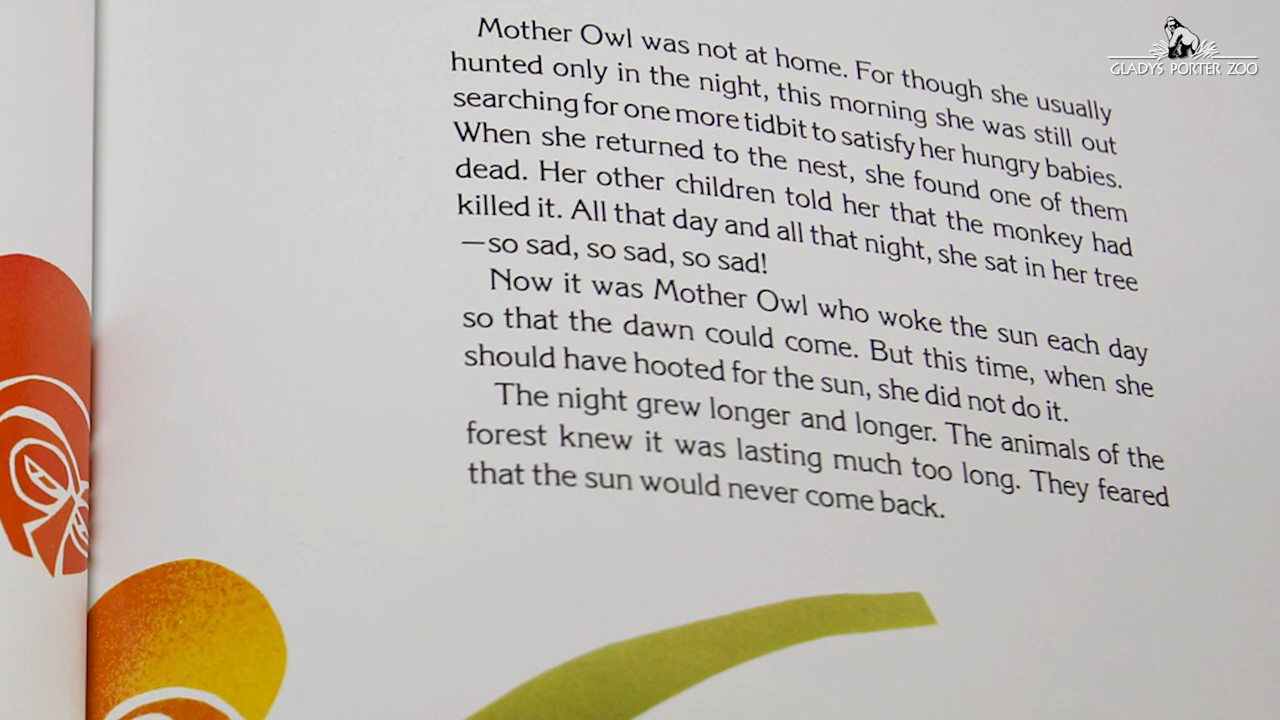 Mother Owl was not at home. For though she usually
hunted only in the night, this morning she was still out
searching for one more tidbit to satisfy her hungry babies.
When she returned to the nest, she found one of them
dead. Her other children told her that the monkey had
killed it. All that day and all that night, she sat in her tree
—so sad, so sad, so sad!
Now it was Mother Owl who woke the sun each day
so that the dawn could come. But this time, when she
should have hooted for the sun, she did not do it.
The night grew longer and longer. The animals of the
forest knew it was lasting much too long. They feared
that the sun would never come back.
GLADYS PORTER ZOO